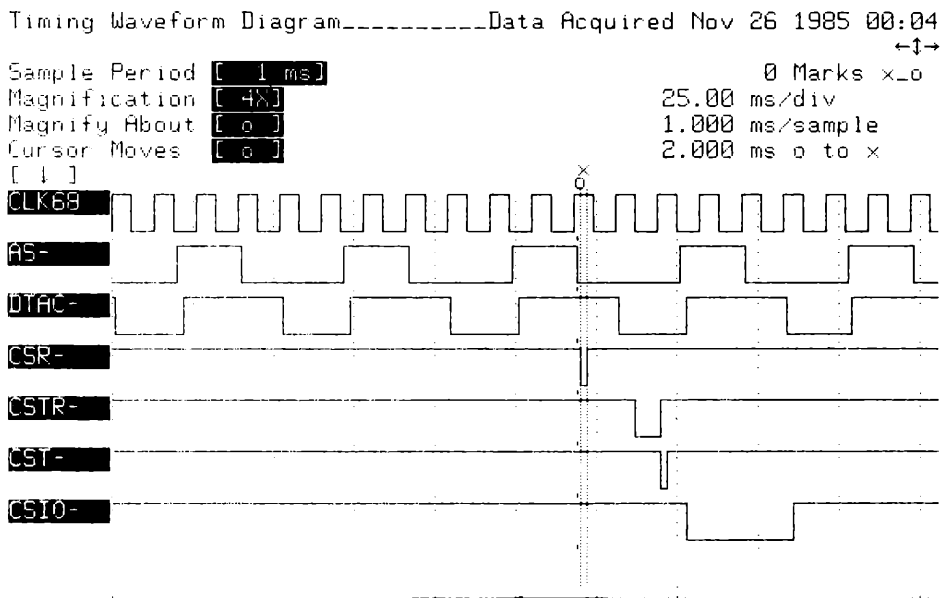 Timing Waveform Diagram__________Data Acquired Nov 26 1985 00:04
←↕→
Sample Period [ 1 ms] 0 Marks x_o
Magnification [ 4X] 25.00 ms/div
Magnify About [ o ] 1.000 ms/sample
Cursor Moves [ o ] 2.000 ms o to x
[ ↓ ] x
o
CLK68
AS-
DTAC-
CSR-
CSTR-
CST-
CSIO-